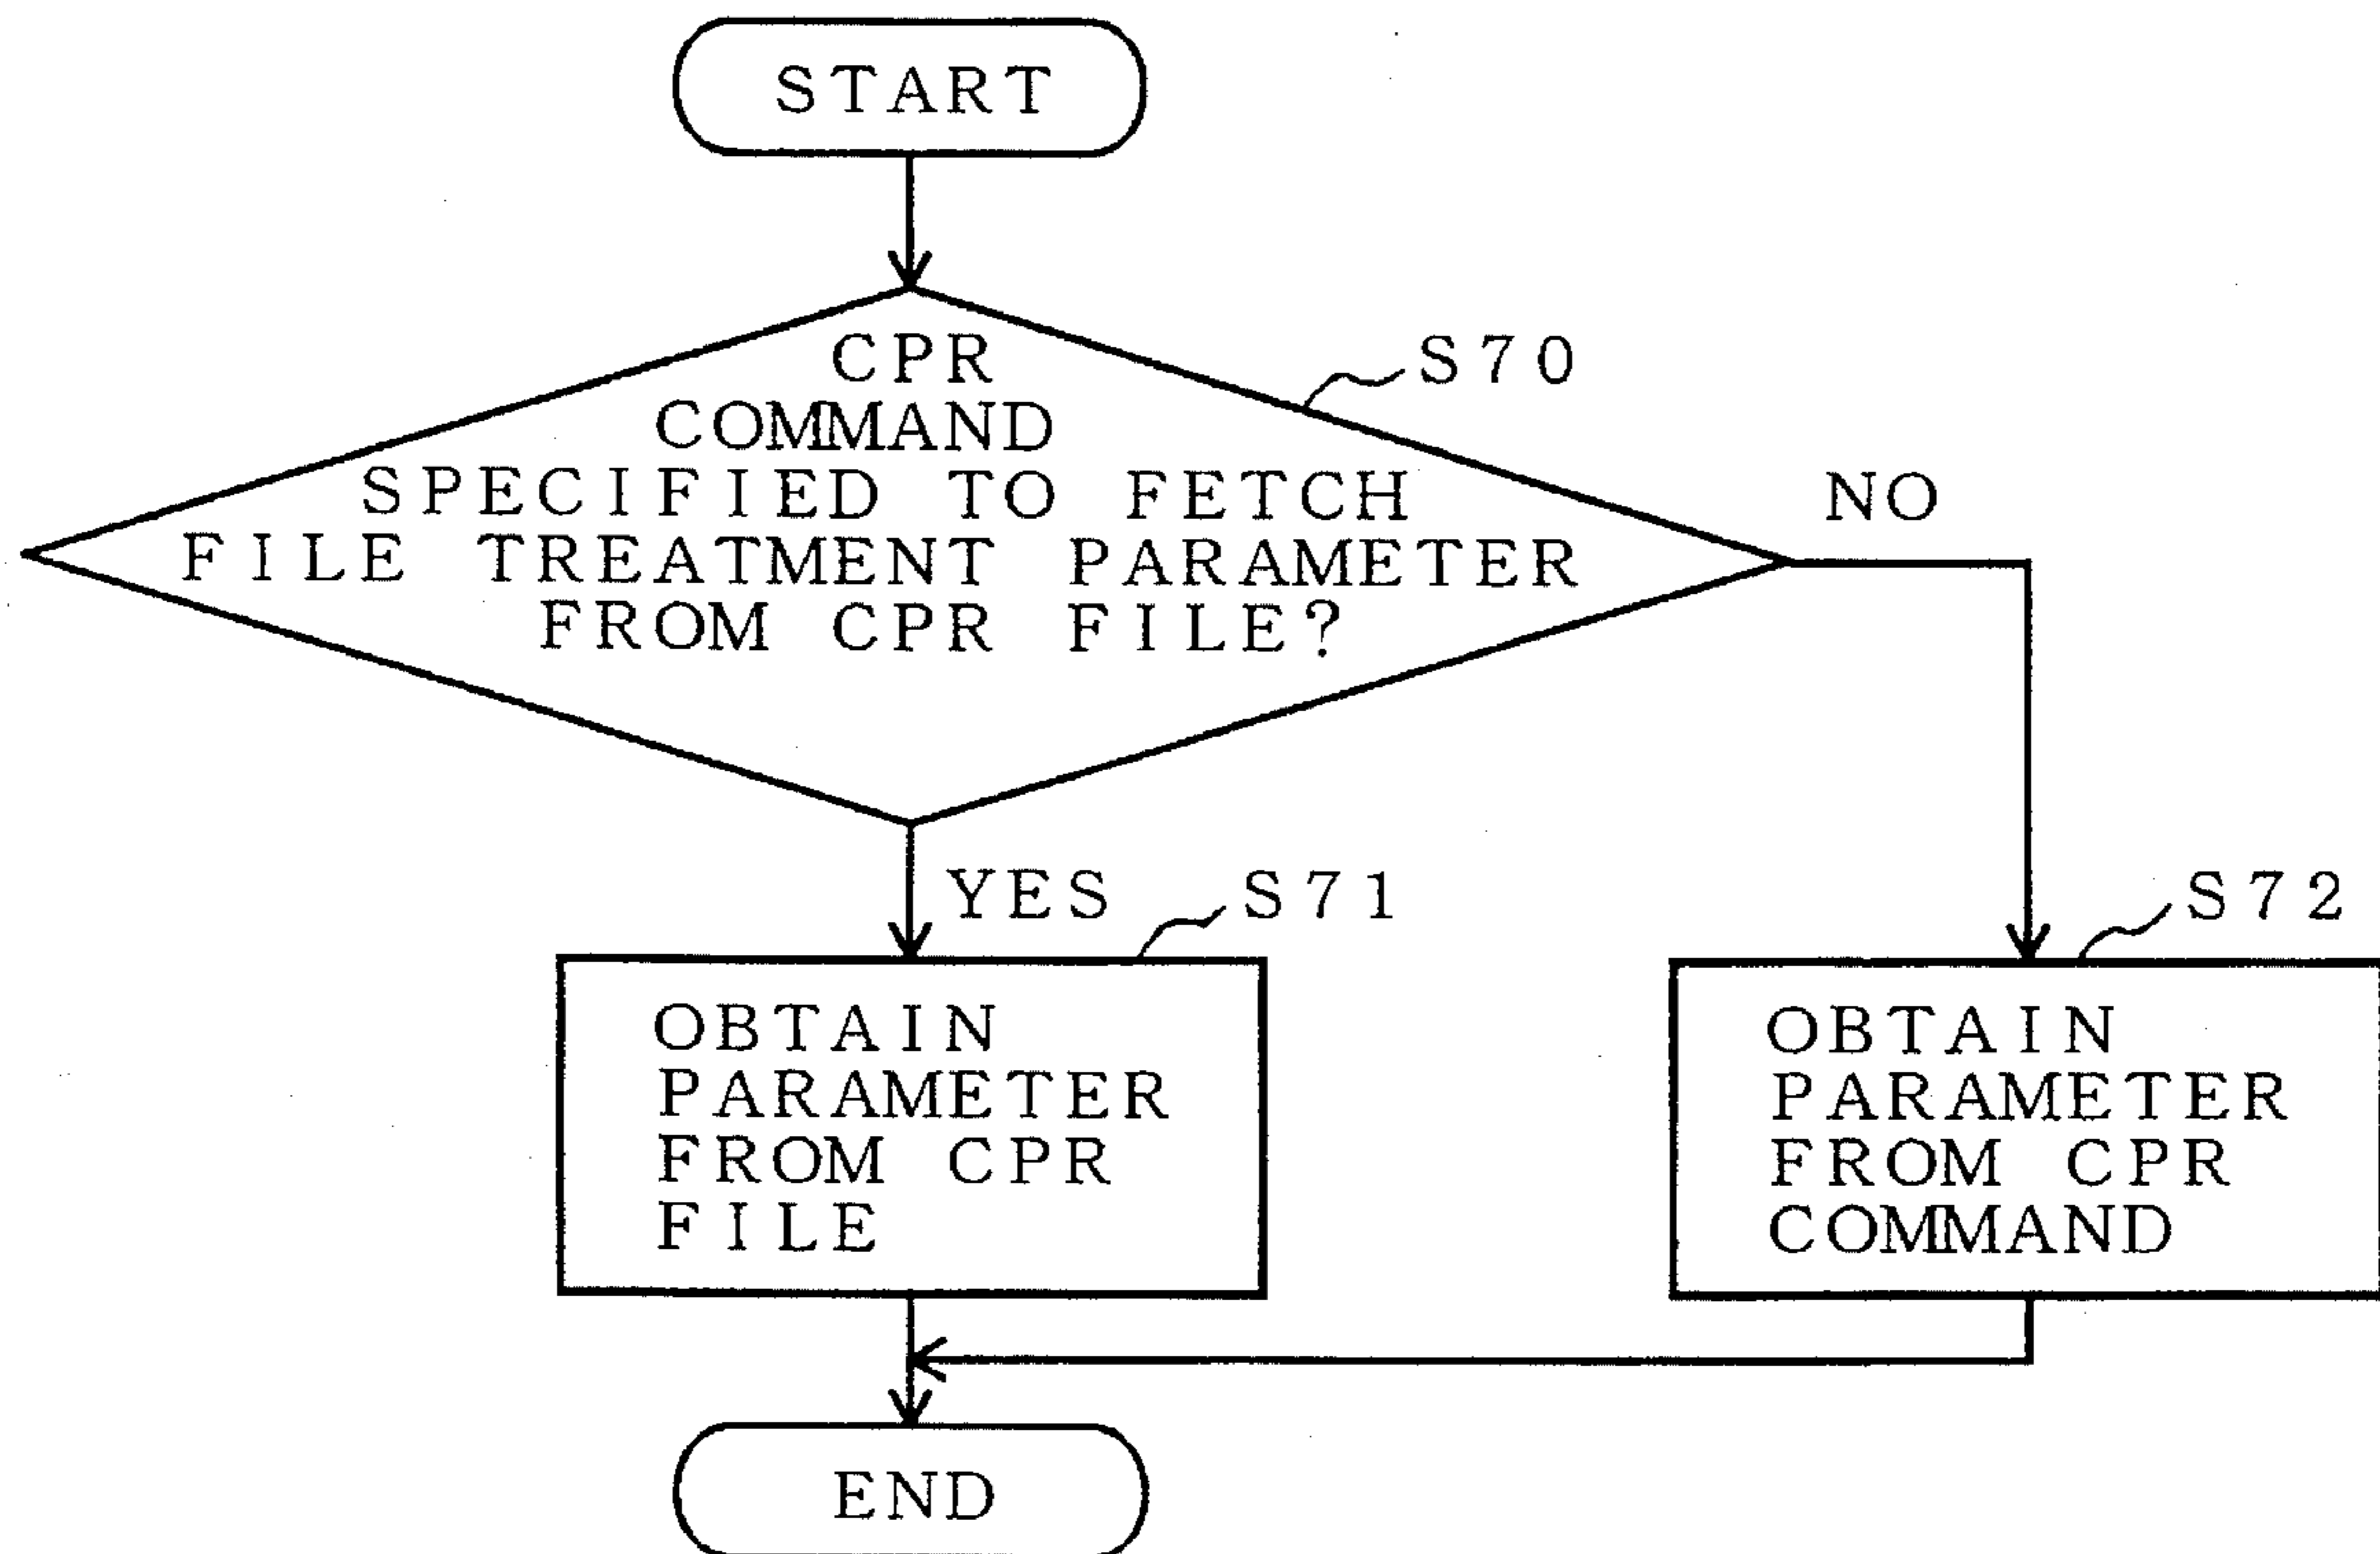 START
CPR
COMMAND
SPECIFIED TO FETCH
FILE TREATMENT PARAMETER
FROM CPR FILE?
S70
NO
YES
S71
S72
OBTAIN
PARAMETER
FROM CPR
FILE
OBTAIN
PARAMETER
FROM CPR
COMMAND
END